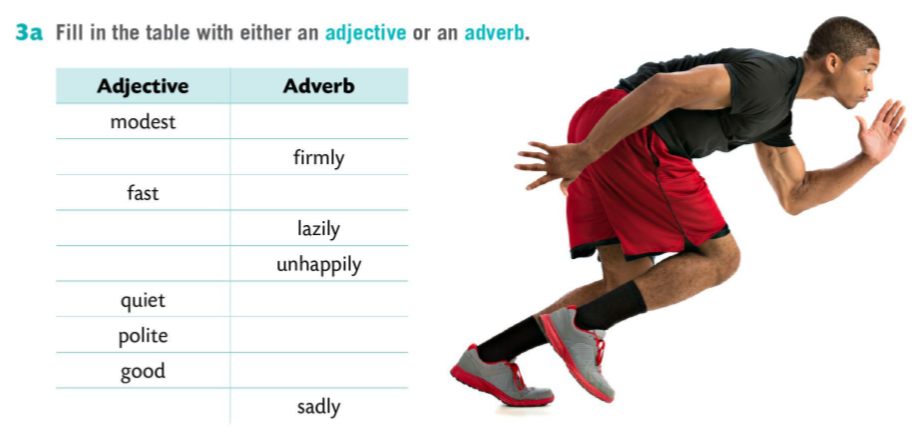 3a Fill in the table with either an adjective or an adverb.
Adjective Adverb
modest
firmly
fast
lazily
unhappily
quiet
polite
good
sadly